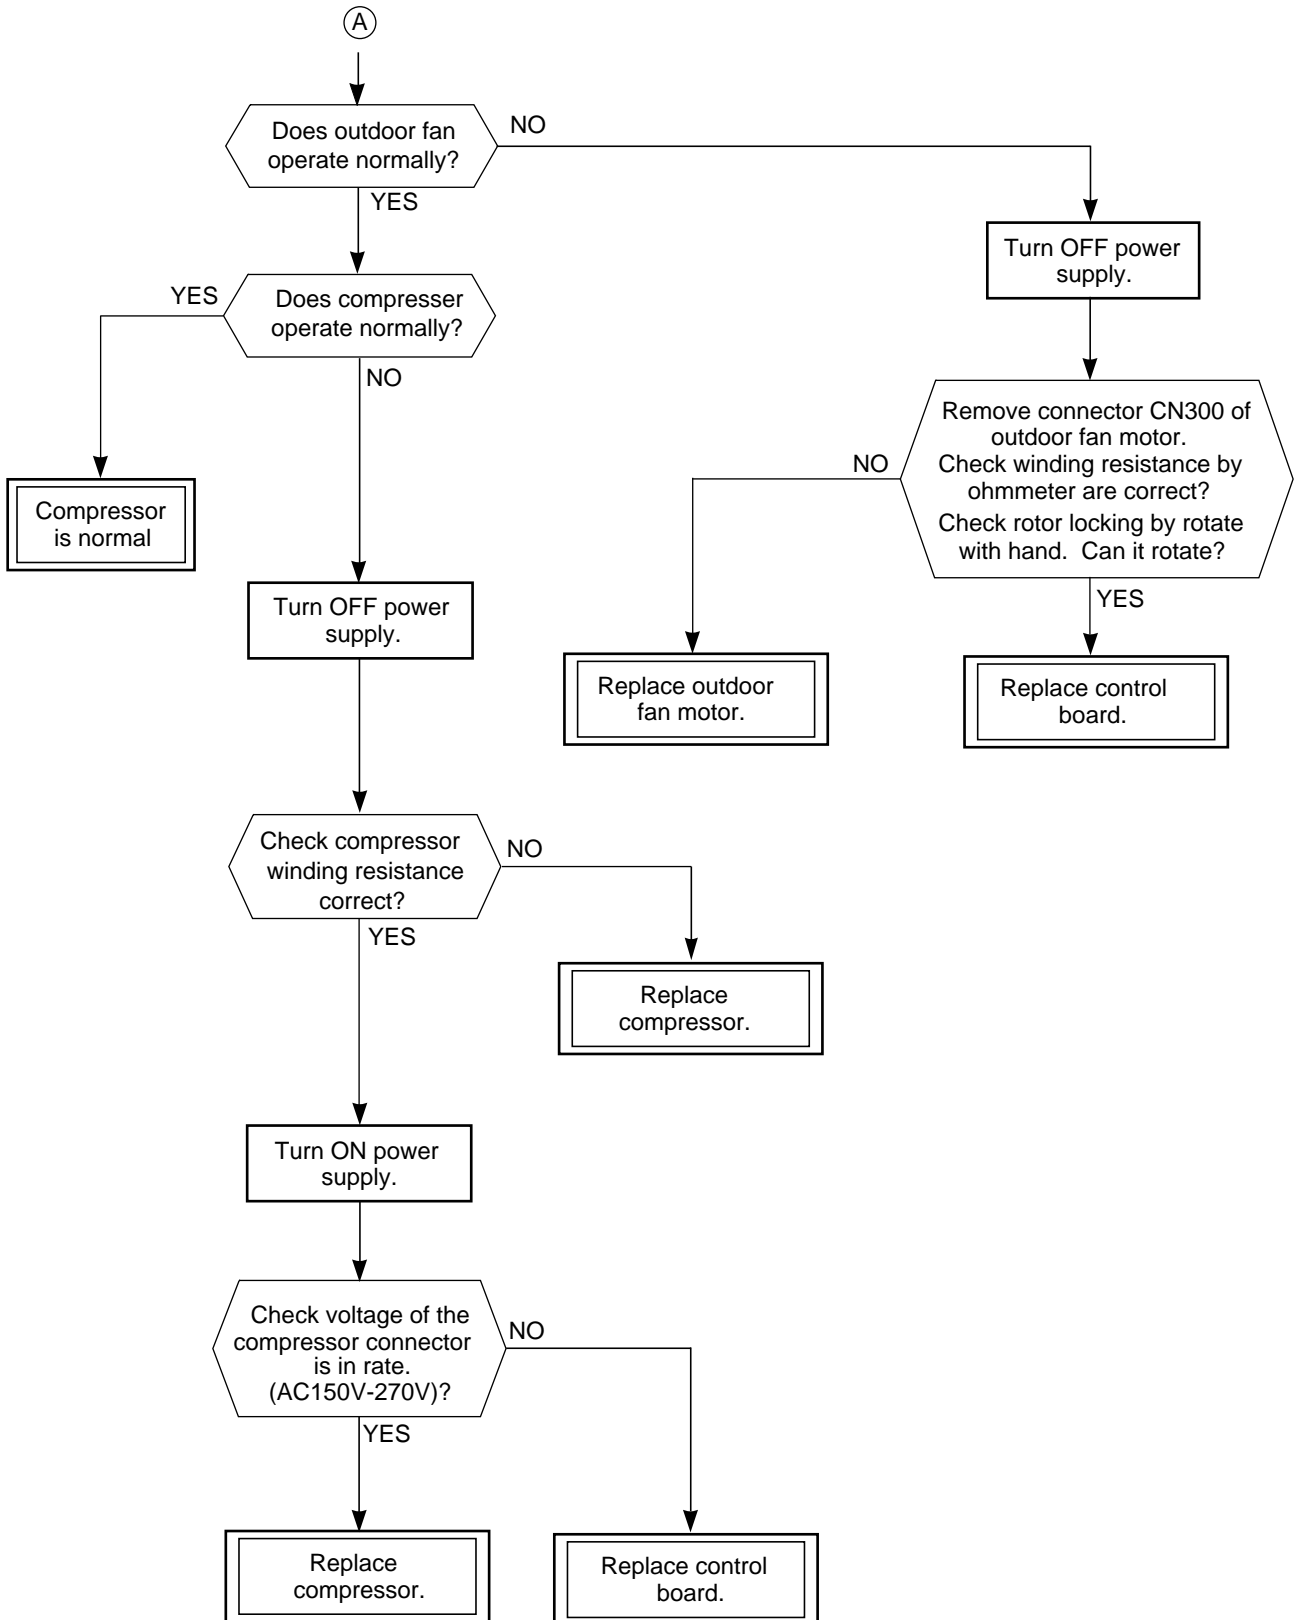 A
Does outdoor fan
operate normally?
NO
YES
Turn OFF power
supply.
YES
Does compresser
operate normally?
NO
Remove connector CN300 of
outdoor fan motor.
Check winding resistance by
ohmmeter are correct?
Check rotor locking by rotate
with hand.  Can it rotate?
NO
YES
Compressor
is normal
Turn OFF power
supply.
Replace outdoor
fan motor.
Replace control
board.
Check compressor
winding resistance
correct?
NO
YES
Replace
compressor.
Turn ON power
supply.
Check voltage of the
compressor connector
is in rate.
(AC150V-270V)?
NO
YES
Replace
compressor.
Replace control
board.